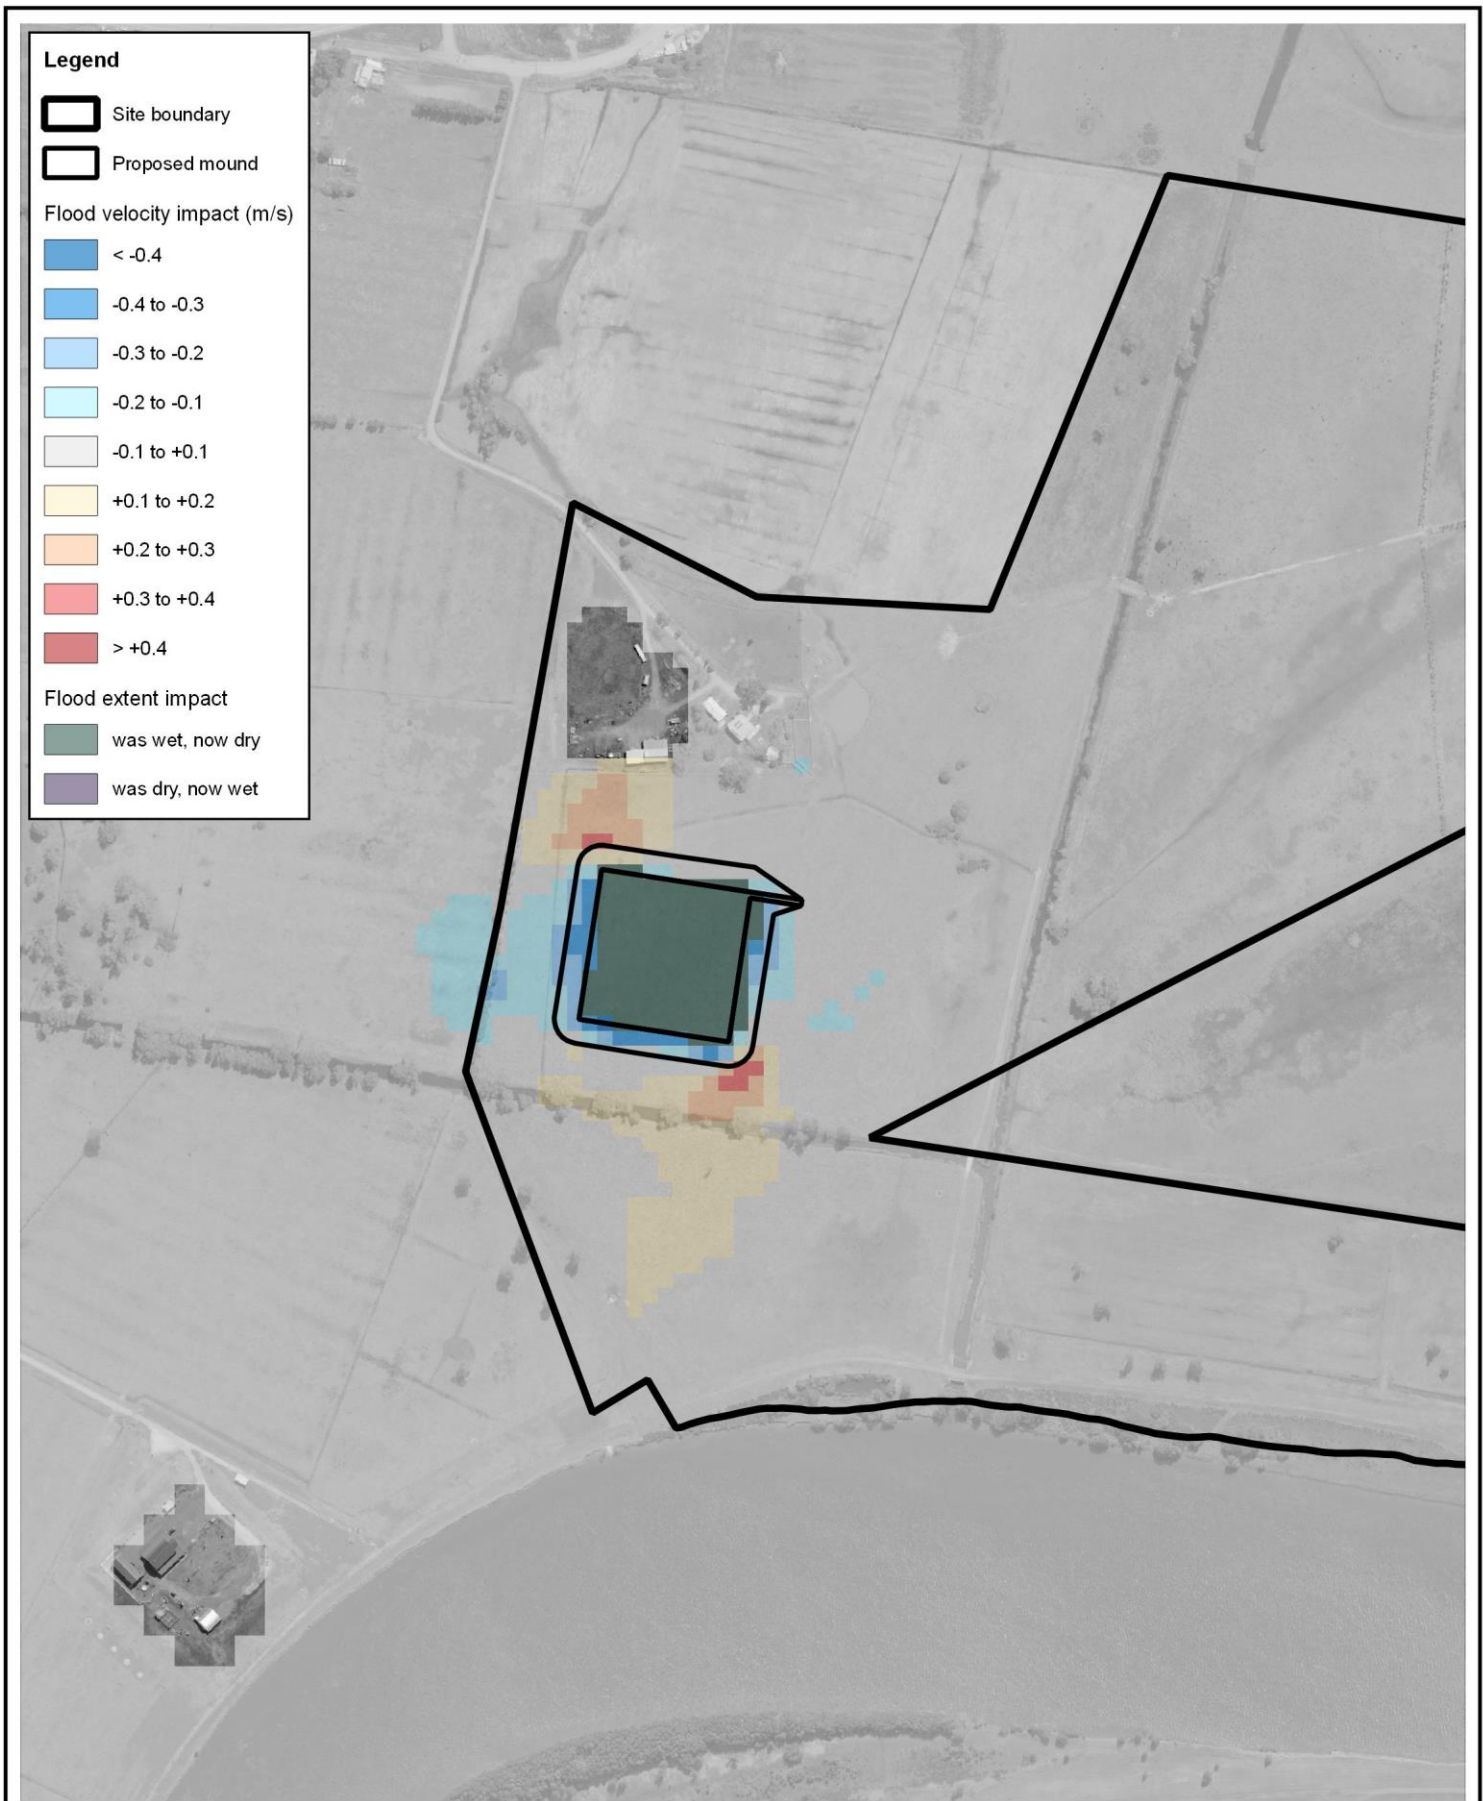 Legend
Site boundary
Proposed mound
Flood velocity impact (m/s)
< -0.4
-0.4 to -0.3
-0.3 to -0.2
-0.2 to -0.1
-0.1 to +0.1
+0.1 to +0.2
+0.2 to +0.3
+0.3 to +0.4
> +0.4
Flood extent impact
was wet, now dry
was dry, now wet